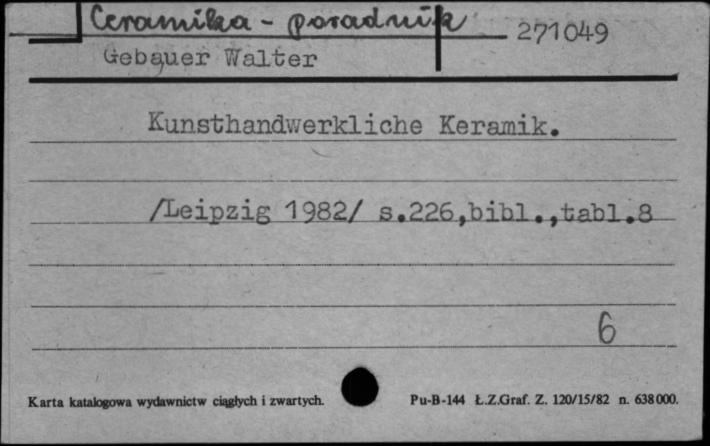 Ceramika - poradnik
271049
Gebauer Walter
Kunsthandwerkliche Keramik.
/Leipzig 1982/ s.226,bibl.,tabl.8
6
Karta katalogowa wydawnictw ciągłych i zwartych.
Pu-B-144 Ł.Z.Graf. Z. 120/15/82 n. 638000.